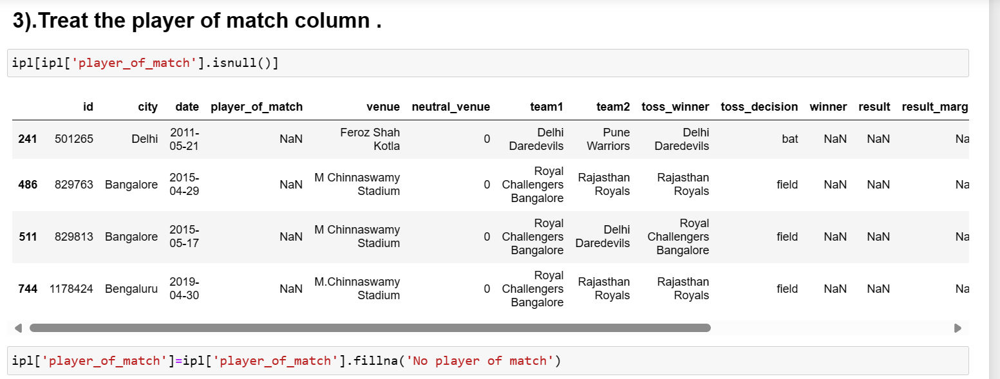 3).Treat the player of match column .
ipl[ipl['player_of_match'].isnull()]
id city date player_of_match venue neutral_venue team1 team2 toss_winner toss_decision winner result result_marg
241 501265 Delhi 2011-05-21 NaN Feroz Shah Kotla 0 Delhi Daredevils Pune Warriors Delhi Daredevils bat NaN NaN Na
486 829763 Bangalore 2015-04-29 NaN M Chinnaswamy Stadium 0 Royal Challengers Bangalore Rajasthan Royals Rajasthan Royals field NaN NaN Na
511 829813 Bangalore 2015-05-17 NaN M Chinnaswamy Stadium 0 Royal Challengers Bangalore Delhi Daredevils Royal Challengers Bangalore field NaN NaN Na
744 1178424 Bengaluru 2019-04-30 NaN M.Chinnaswamy Stadium 0 Royal Challengers Bangalore Rajasthan Royals Rajasthan Royals field NaN NaN Na
ipl['player_of_match']=ipl['player_of_match'].fillna('No player of match')